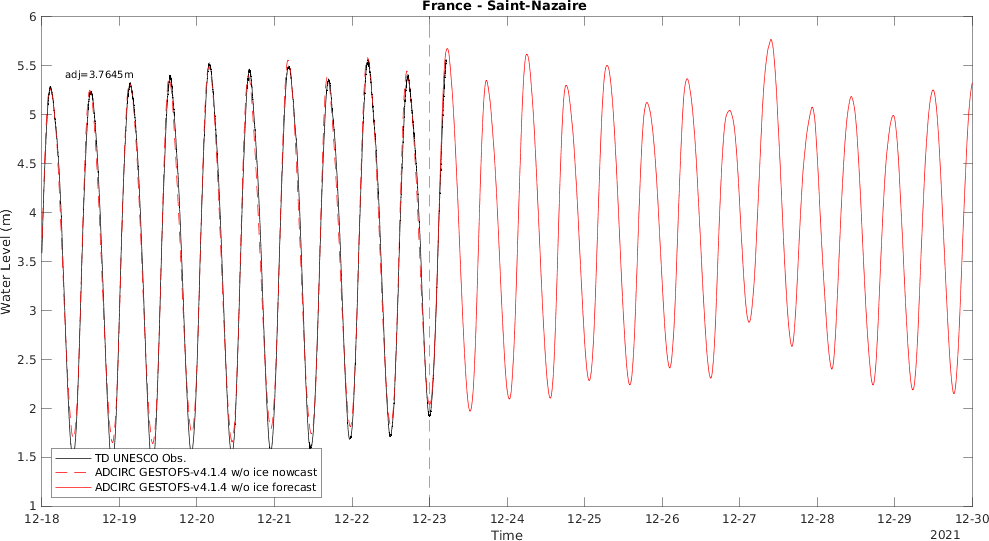 France - Saint-Nazaire
adj=3.7645m
Water Level (m)
6
5.5
5
4.5
4
3.5
3
2.5
2
1.5
1
TD UNESCO Obs.
ADCIRC GESTOFS-v4.1.4 w/o ice nowcast
ADCIRC GESTOFS-v4.1.4 w/o ice forecast
12-18 12-19 12-20 12-21 12-22 12-23 12-24 12-25 12-26 12-27 12-28 12-29 12-30
Time
2021